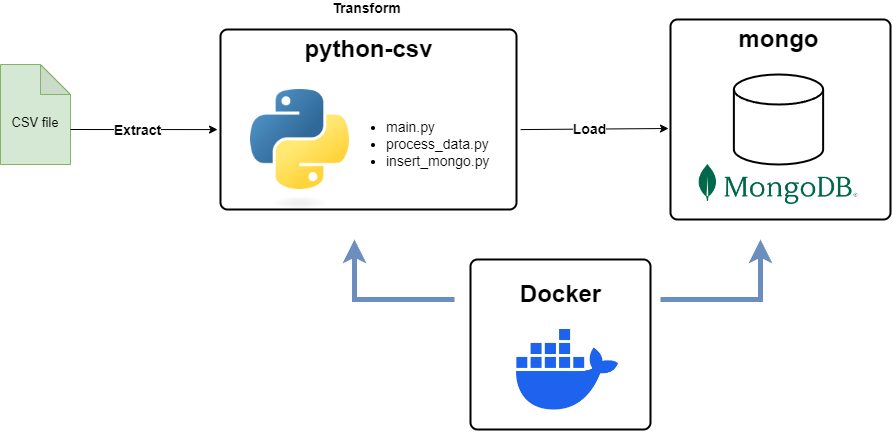 Transform
python-csv
mongo
CSV file
Extract
• main.py
• process_data.py
• insert_mongo.py
Load
MongoDB®
Docker